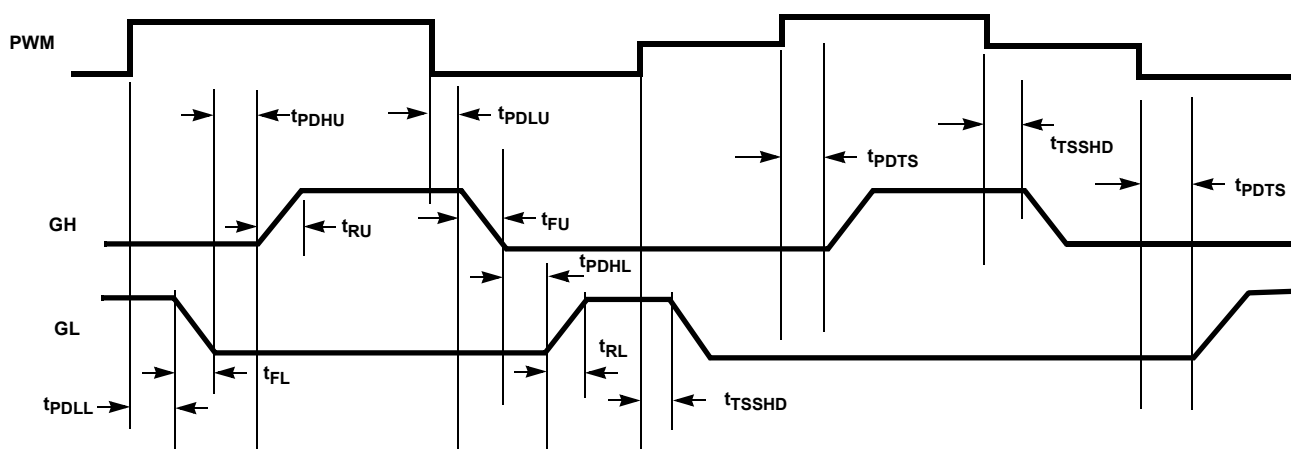 PWM
tPDHU
tPDLU
tTSSHD
tPDTS
tPDTS
GH
tRU
tFU
tPDHL
GL
tRL
tFL
tPDLL
tTSSHD